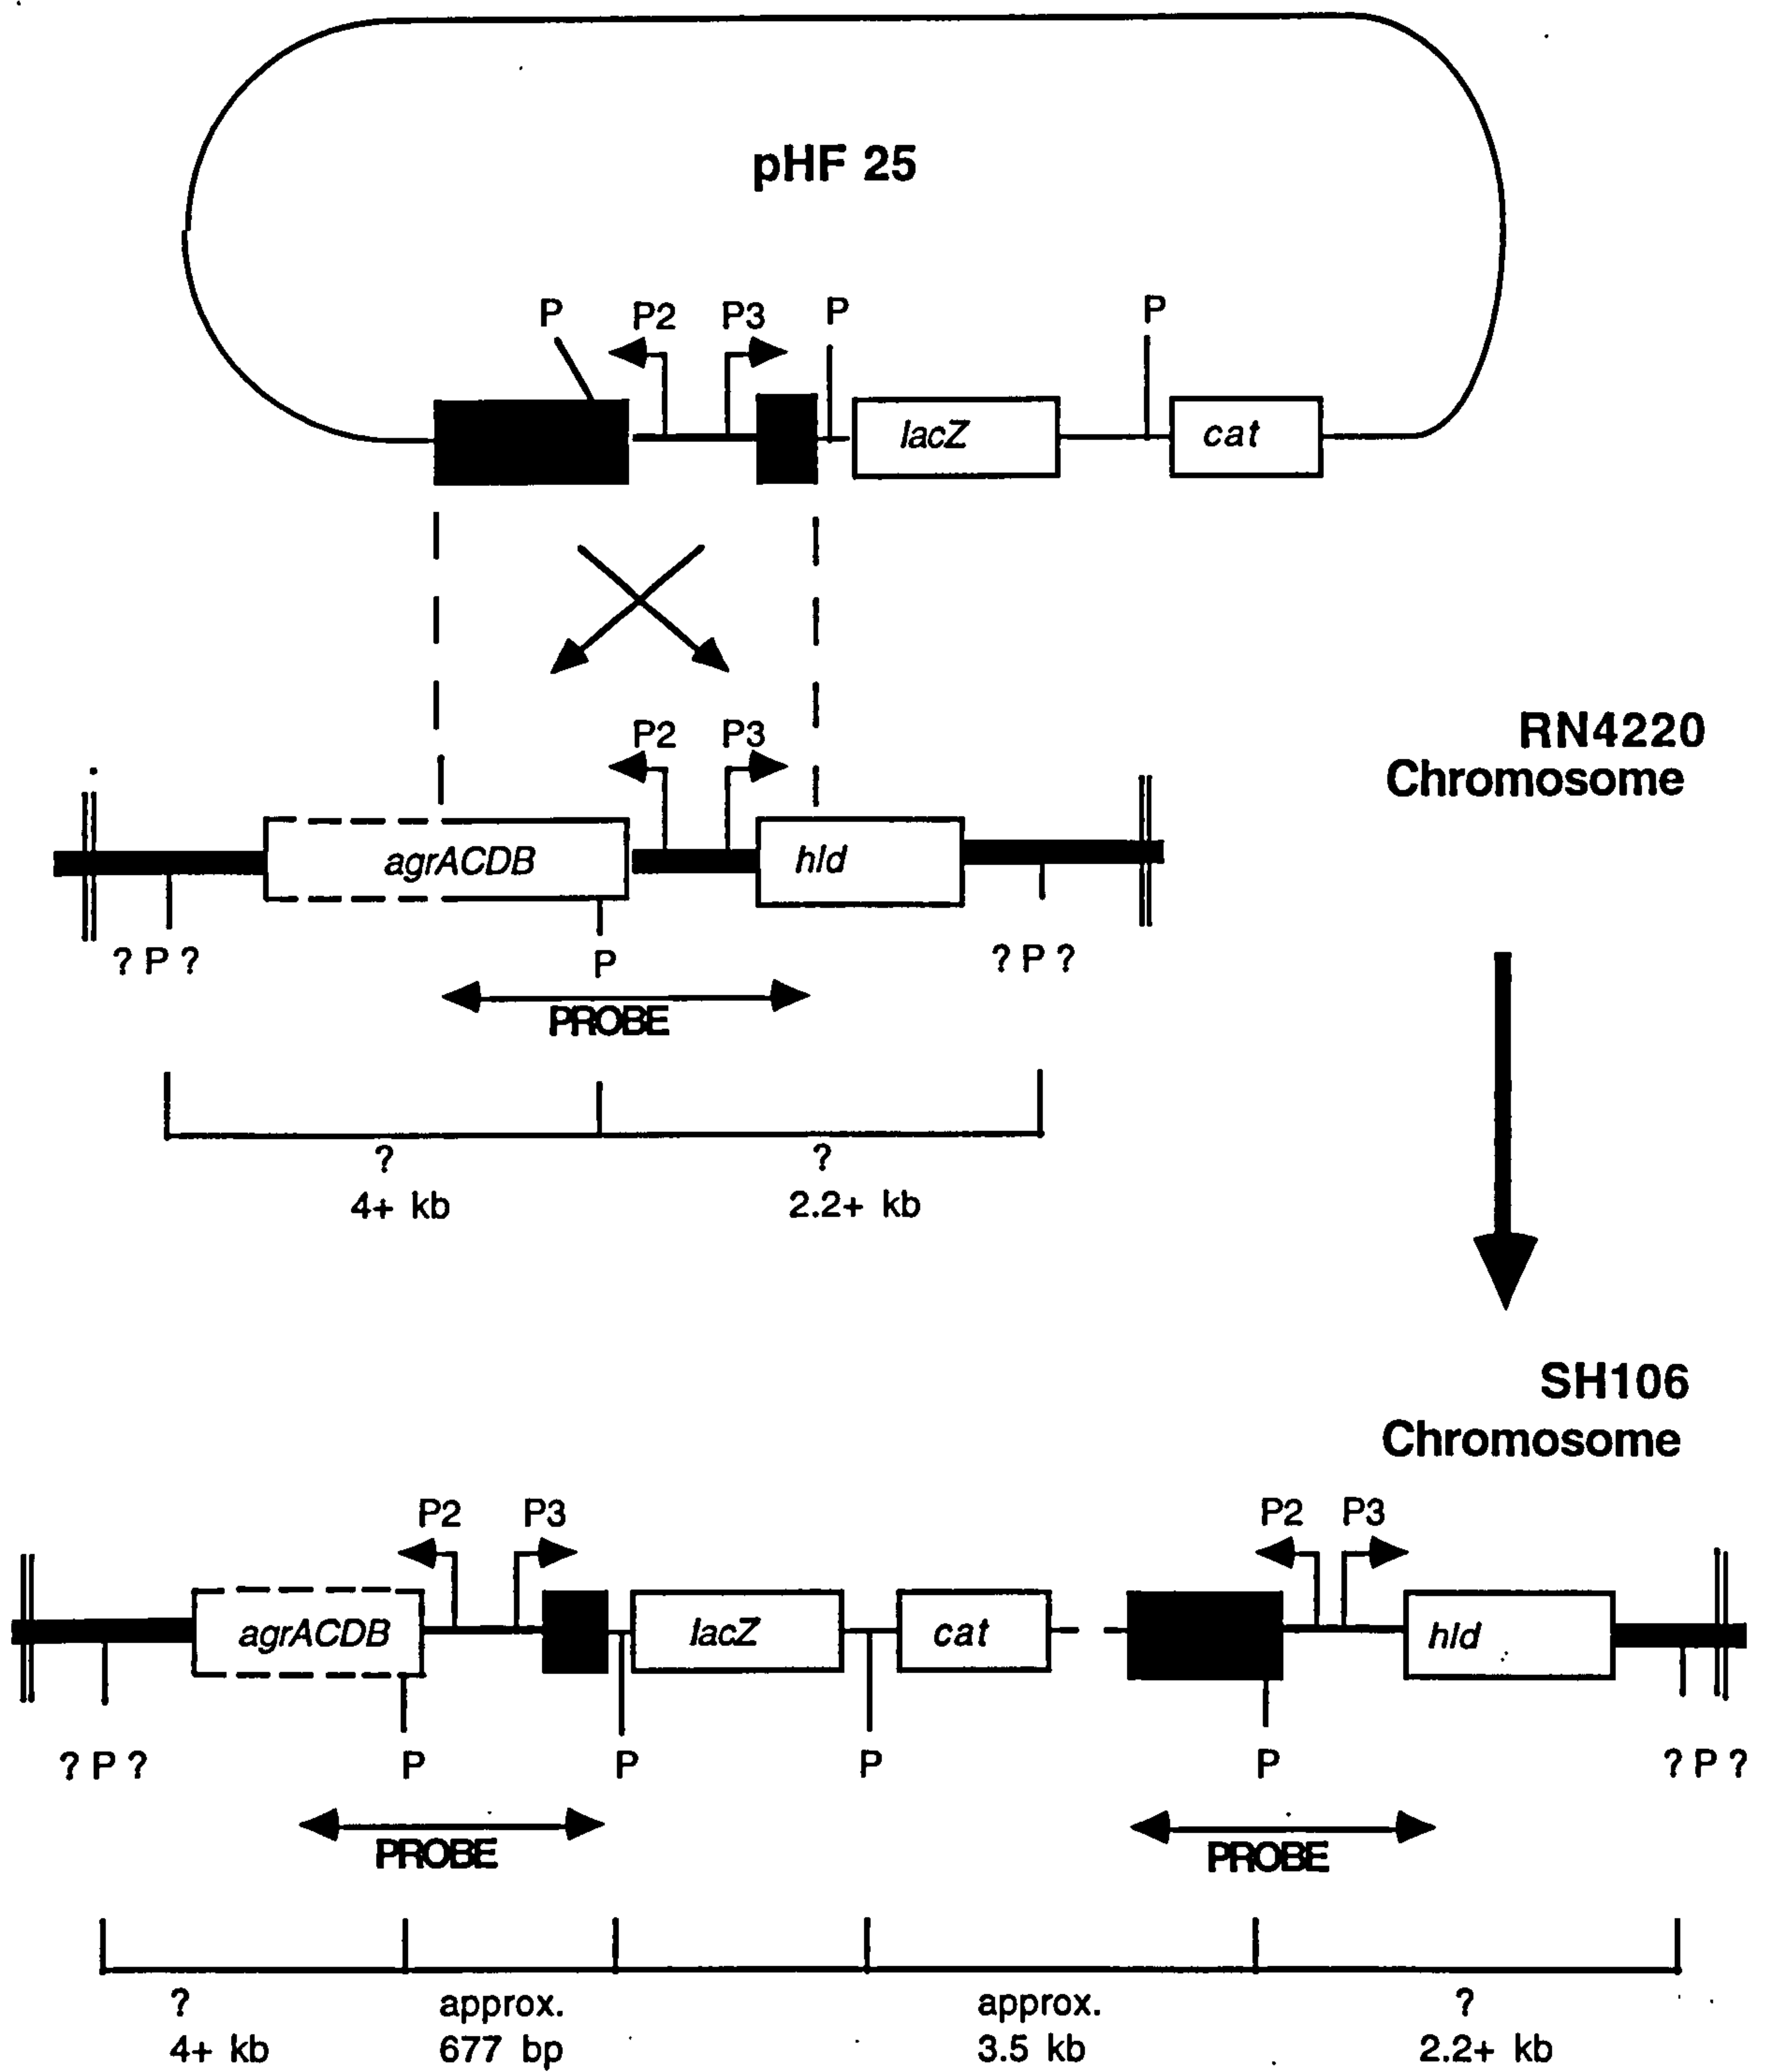 pHF 25
P P2 P3 P P
lacZ cat
P2 P3
RN4220
Chromosome
agrACDB hld
? P ? P ? P ?
PROBE
? ?
4+ kb 2.2+ kb
SH106
Chromosome
P2 P3 P2 P3
agrACDB lacZ cat hld
? P ? P P P P ? P ?
PROBE PROBE
? approx. approx. ?
4+ kb 677 bp 3.5 kb 2.2+ kb